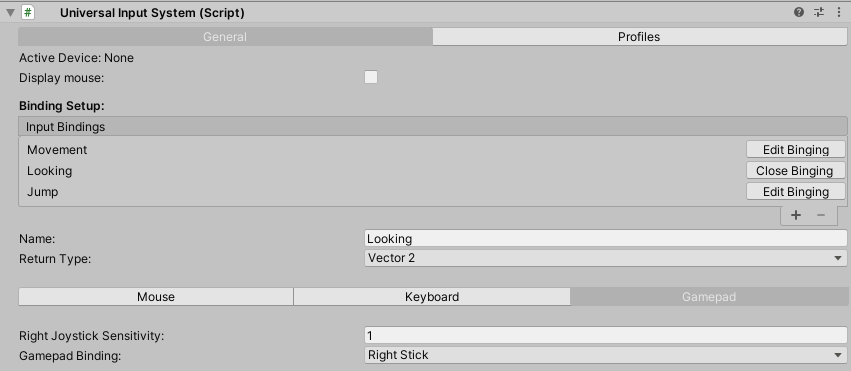 Universal Input System (Script)
General Profiles
Active Device: None
Display mouse:
Binding Setup:
Input Bindings
Movement Edit Binging
Looking Close Binging
Jump Edit Binging
Name: Looking
Return Type: Vector 2
Mouse Keyboard Gamepad
Right Joystick Sensitivity: 1
Gamepad Binding: Right Stick